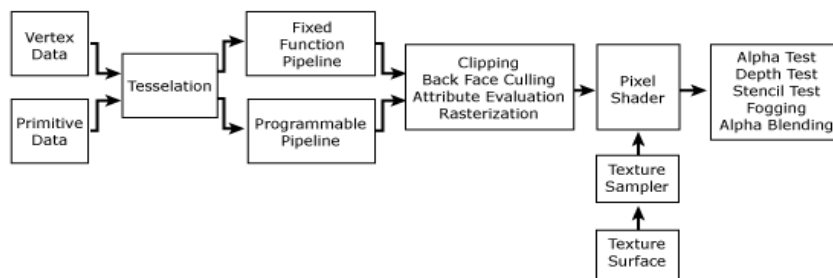 Vertex
Data
Primitive
Data
Tesselation
Fixed
Function
Pipeline
Programmable
Pipeline
Clipping
Back Face Culling
Attribute Evaluation
Rasterization
Pixel
Shader
Texture
Sampler
Texture
Surface
Alpha Test
Depth Test
Stencil Test
Fogging
Alpha Blending